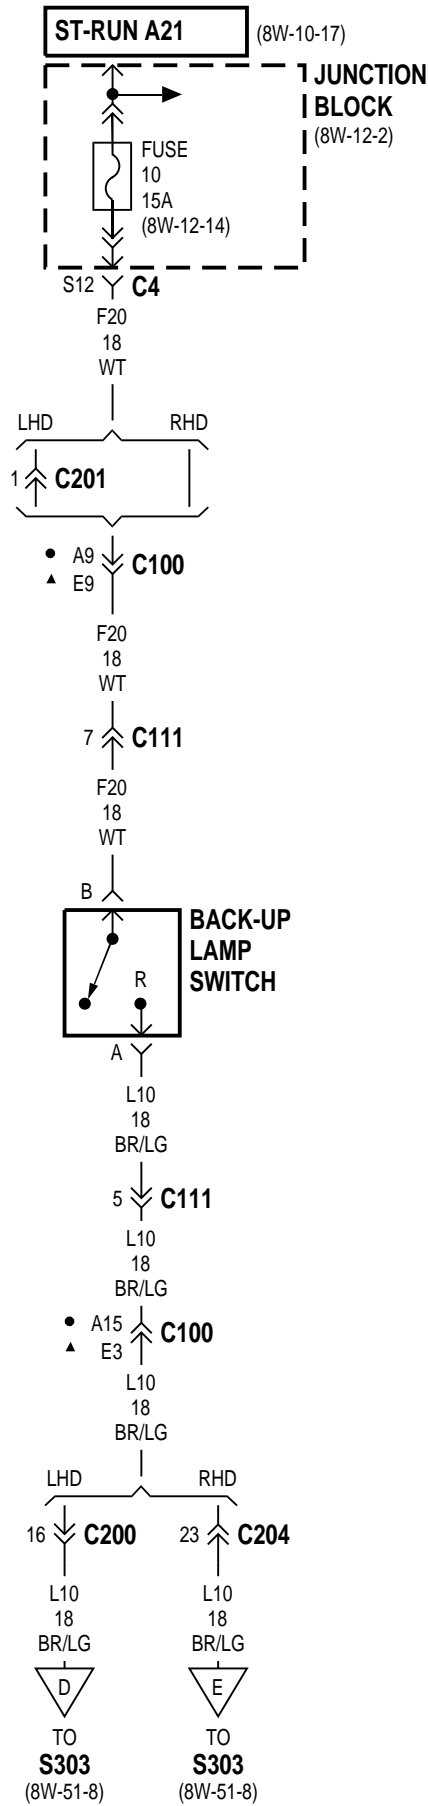 ST-RUN A21 (8W-10-17)
JUNCTION
BLOCK
(8W-12-2)
FUSE
10
15A
(8W-12-14)
S12 C4
F20
18
WT
LHD RHD
1 C201
A9 C100
E9
F20
18
WT
7 C111
F20
18
WT
B
BACK-UP
LAMP
SWITCH
R
A
L10
18
BR/LG
5 C111
L10
18
BR/LG
A15 C100
E3
L10
18
BR/LG
LHD RHD
16 C200 23 C204
L10 L10
18 18
BR/LG BR/LG
D E
TO TO
S303 S303
(8W-51-8) (8W-51-8)